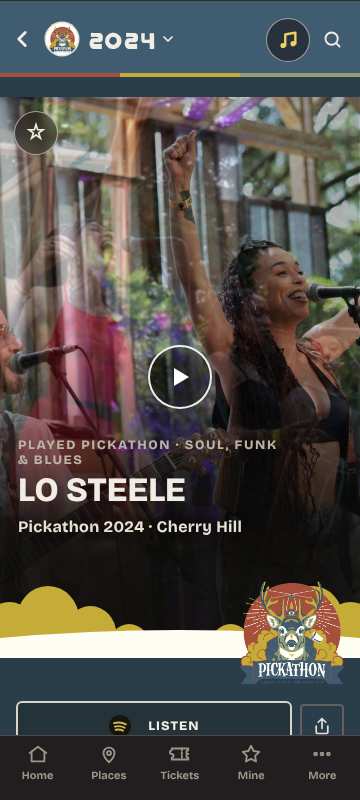 2024
PLAYED PICKATHON · SOUL, FUNK
& BLUES
LO STEELE
Pickathon 2024 · Cherry Hill
PICKATHON
LISTEN
Home
Places
Tickets
Mine
More